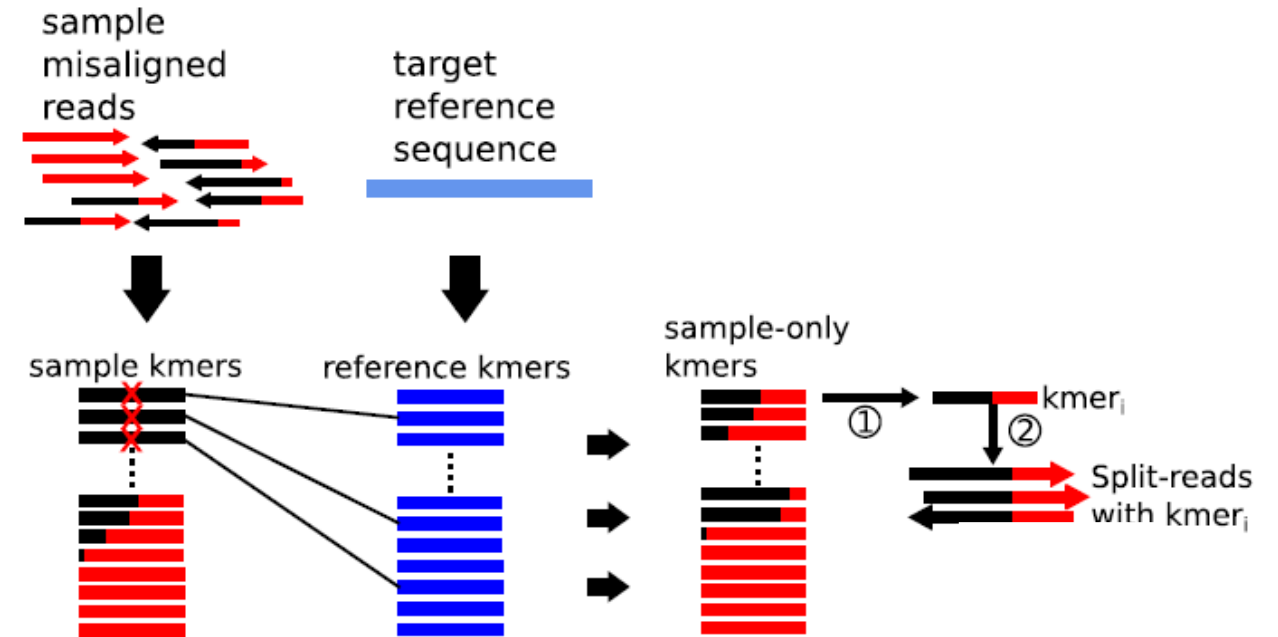 sample
misaligned
reads
target
reference
sequence
sample kmers
reference kmers
sample-only
kmers
①
kmerᵢ
②
Split-reads
with kmerᵢ